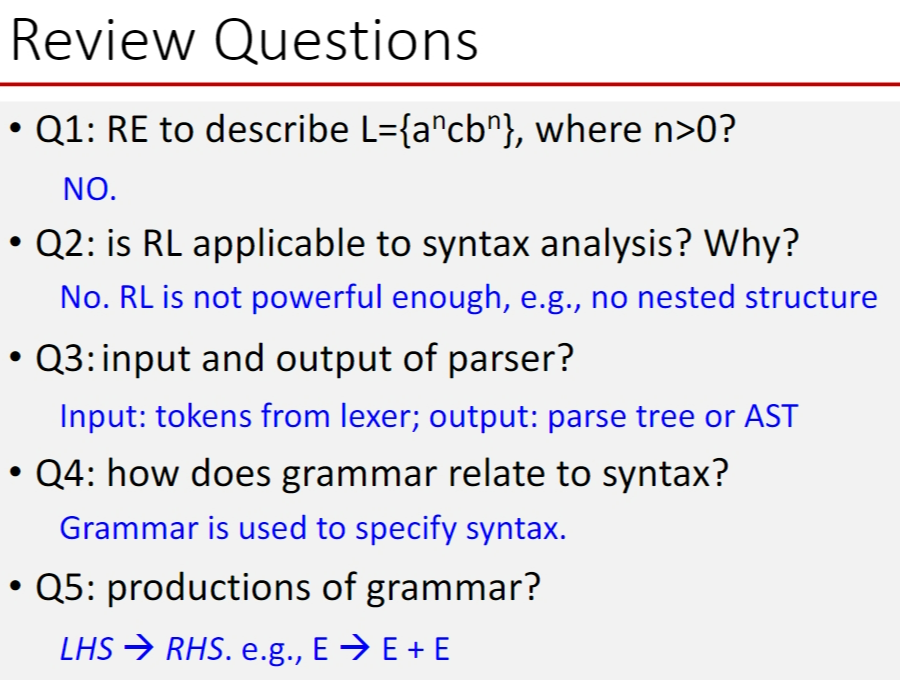 Review Questions
• Q1: RE to describe L={aⁿcbⁿ}, where n>0?
NO.
• Q2: is RL applicable to syntax analysis? Why?
No. RL is not powerful enough, e.g., no nested structure
• Q3: input and output of parser?
Input: tokens from lexer; output: parse tree or AST
• Q4: how does grammar relate to syntax?
Grammar is used to specify syntax.
• Q5: productions of grammar?
LHS → RHS. e.g., E → E + E